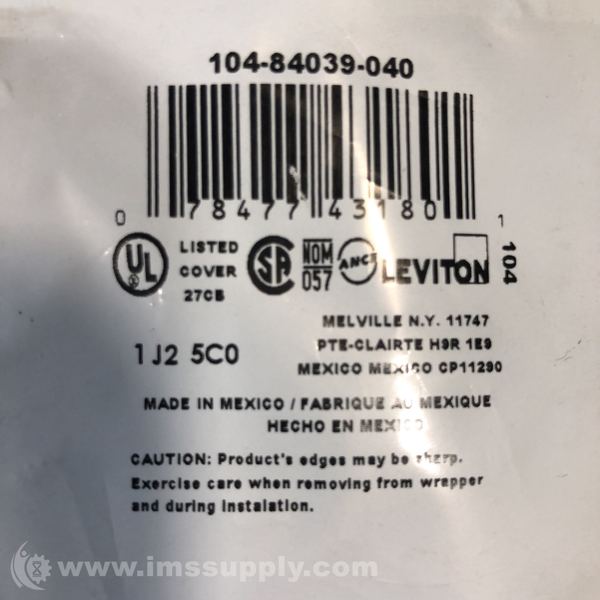 104-84039-040
0 78477 43180 1
104
UL LISTED COVER 27CB
SA NOM 057 ANCE LEVITON
MELVILLE N.Y. 11747
1J2 5C0 PTE-CLAIRTE H9R 1E9
MEXICO MEXICO CP11290
MADE IN MEXICO / FABRIQUE AU MEXIQUE
HECHO EN MEXICO
CAUTION: Product's edges may be sharp.
Exercise care when removing from wrapper
and during instalation.
www.imssupply.com